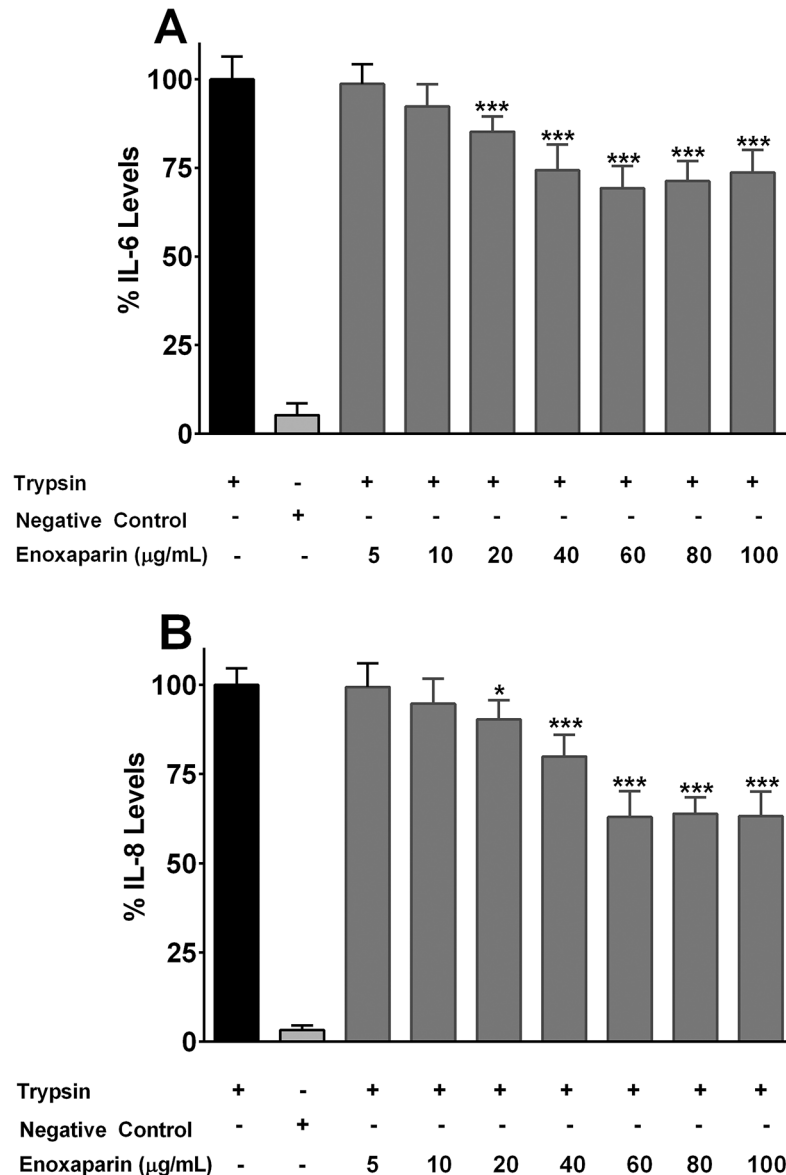 A
% IL-6 Levels
100
75
50
25
0
*** *** *** *** ***
Trypsin + - + + + + + + +
Negative Control - + - - - - - - -
Enoxaparin (μg/mL) - - 5 10 20 40 60 80 100
B
% IL-8 Levels
100
75
50
25
0
* *** *** *** ***
Trypsin + - + + + + + + +
Negative Control - + - - - - - - -
Enoxaparin (μg/mL) - - 5 10 20 40 60 80 100